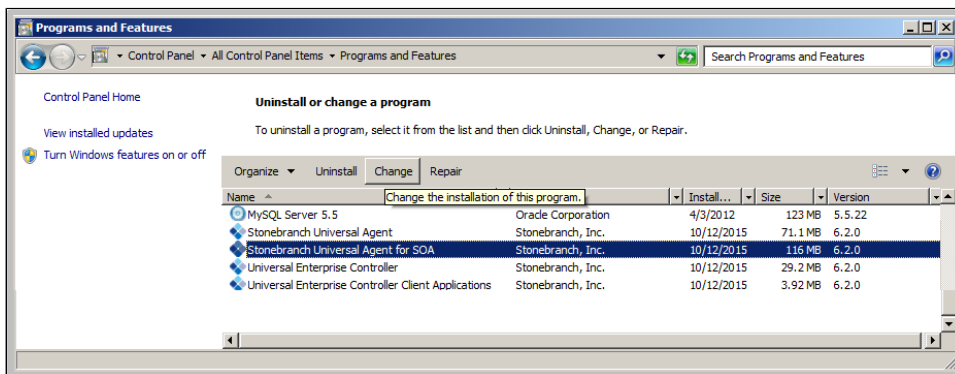 Programs and Features
Control Panel All Control Panel Items Programs and Features Search Programs and Features
Control Panel Home
Uninstall or change a program
View installed updates
To uninstall a program, select it from the list and then click Uninstall, Change, or Repair.
Turn Windows features on or off
Organize Uninstall Change Repair
Name Change the installation of this program. Install... Size Version
MySQL Server 5.5 Oracle Corporation 4/3/2012 123 MB 5.5.22
Stonebranch Universal Agent Stonebranch, Inc. 10/12/2015 71.1 MB 6.2.0
Stonebranch Universal Agent for SOA Stonebranch, Inc. 10/12/2015 116 MB 6.2.0
Universal Enterprise Controller Stonebranch, Inc. 10/12/2015 29.2 MB 6.2.0
Universal Enterprise Controller Client Applications Stonebranch, Inc. 10/12/2015 3.92 MB 6.2.0